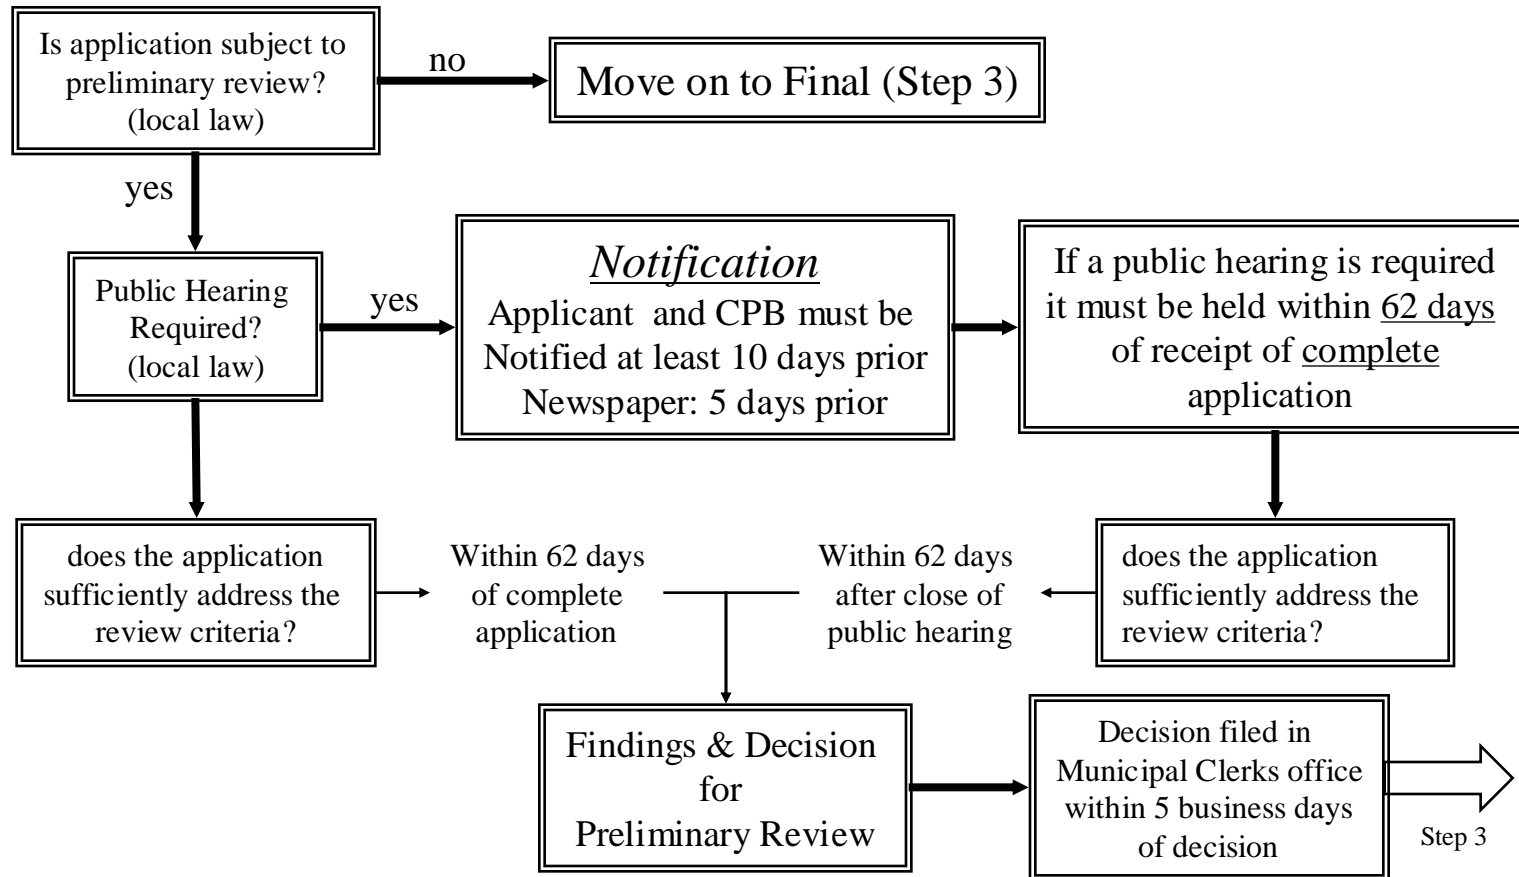 Is application subject to
preliminary review?
(local law)
no
Move on to Final (Step 3)
yes
Public Hearing
Required?
(local law)
yes
Notification
Applicant and CPB must be
Notified at least 10 days prior
Newspaper: 5 days prior
If a public hearing is required
it must be held within 62 days
of receipt of complete
application
does the application
sufficiently address the
review criteria?
Within 62 days
of complete
application
Within 62 days
after close of
public hearing
does the application
sufficiently address the
review criteria?
Findings & Decision
for
Preliminary Review
Decision filed in
Municipal Clerks office
within 5 business days
of decision
Step 3